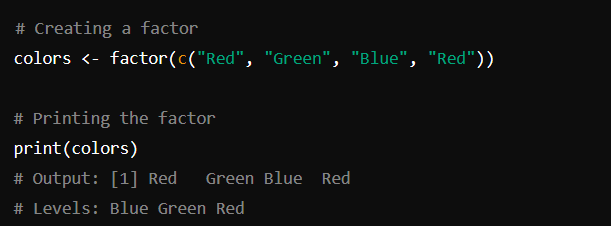 # Creating a factor
colors <- factor(c("Red", "Green", "Blue", "Red"))
# Printing the factor
print(colors)
# Output: [1] Red   Green Blue  Red
# Levels: Blue Green Red